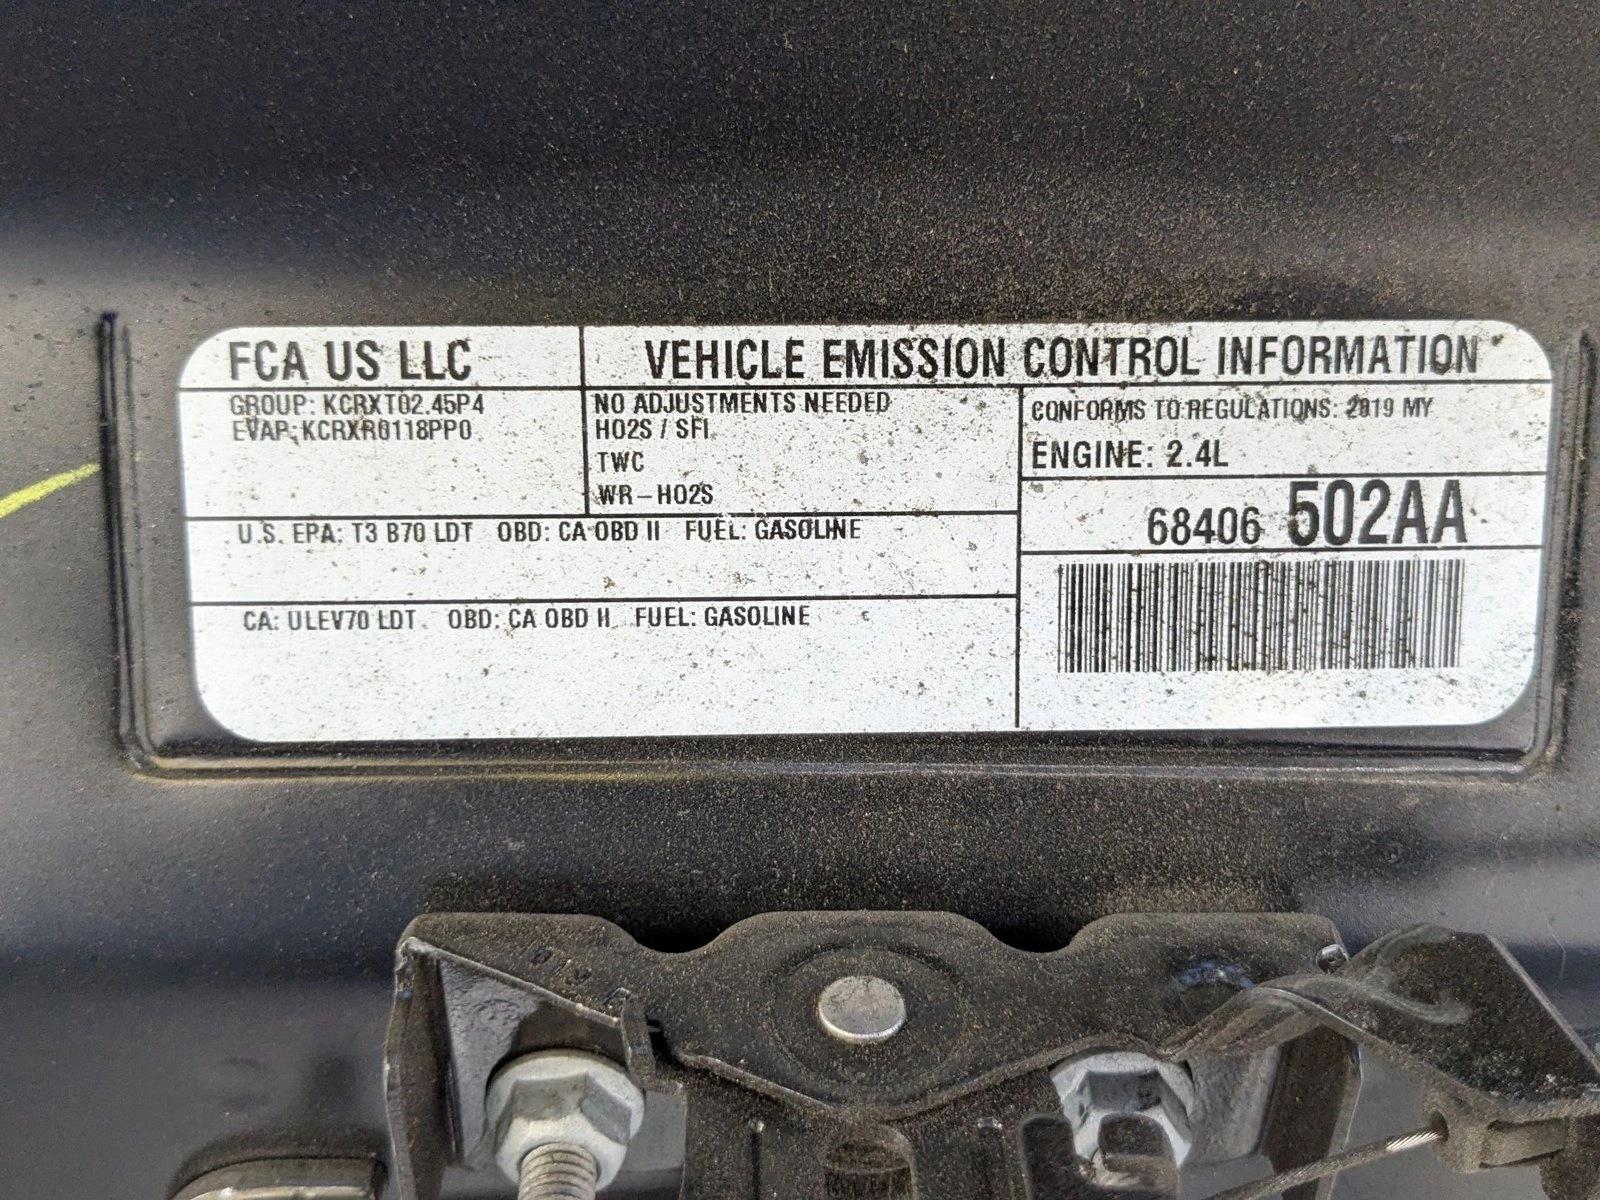 FCA US LLC
VEHICLE EMISSION CONTROL INFORMATION
GROUP: KCRXT02.45P4
EVAP: KCRXR0118PP0
NO ADJUSTMENTS NEEDED
HO2S / SFI
TWC
WR-HO2S
CONFORMS TO REGULATIONS: 2019 MY
ENGINE: 2.4L
68406 502AA
U.S. EPA: T3 B70 LDT OBD: CA OBD II FUEL: GASOLINE
CA: ULEV70 LDT OBD: CA OBD II FUEL: GASOLINE